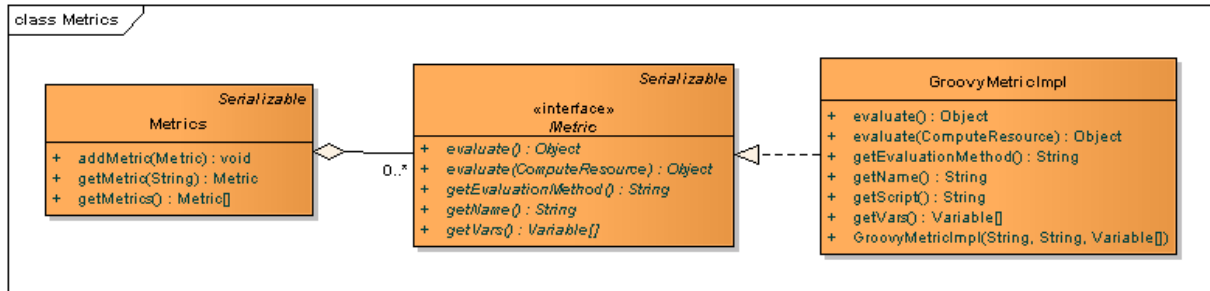 class Metrics
Serializable
Metrics
+ addMetric(Metric) : void
+ getMetric(String) : Metric
+ getMetrics() : Metric[]
0..*
Serializable
«interface»
Metric
+ evaluate() : Object
+ evaluate(ComputeResource) : Object
+ getEvaluationMethod() : String
+ getName() : String
+ getVars() : Variable[]
GroovyMetricImpl
+ evaluate() : Object
+ evaluate(ComputeResource) : Object
+ getEvaluationMethod() : String
+ getName() : String
+ getScript() : String
+ getVars() : Variable[]
+ GroovyMetricImpl(String, String, Variable[])